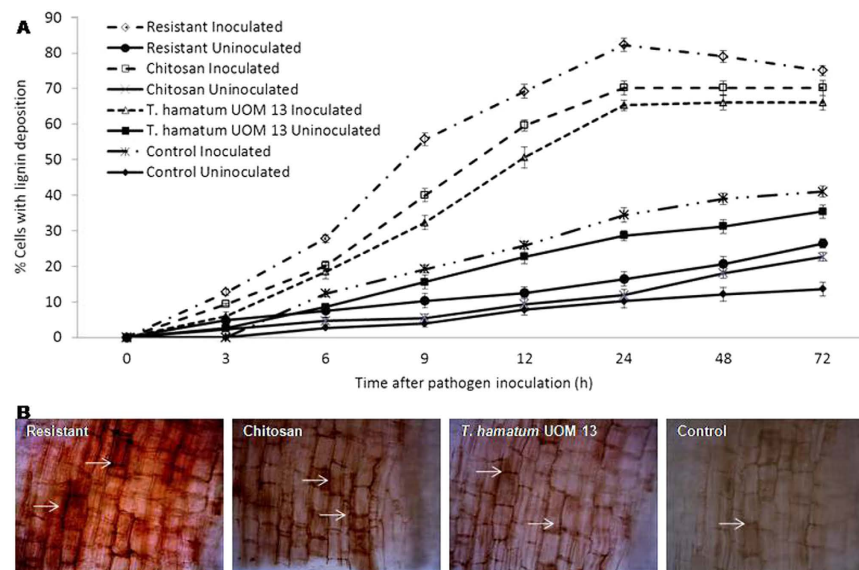 A
90
80
70
60
50
40
30
20
10
0
% Cells with lignin deposition
Resistant Inoculated
Resistant Uninoculated
Chitosan Inoculated
Chitosan Uninoculated
T. hamatum UOM 13 Inoculated
T. hamatum UOM 13 Uninoculated
Control Inoculated
Control Uninoculated
0 3 6 9 12 24 48 72
Time after pathogen inoculation (h)
B
Resistant
Chitosan
T. hamatum UOM 13
Control